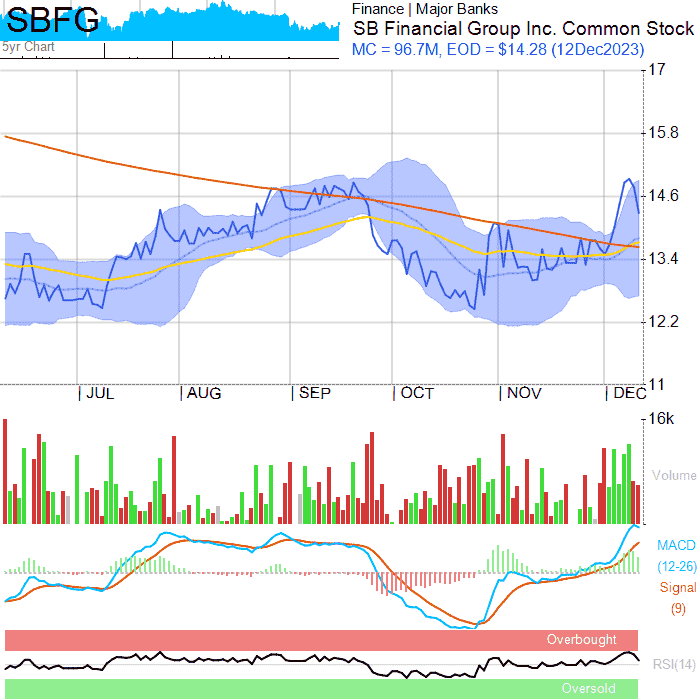 SBFG
5yr Chart
Finance | Major Banks
SB Financial Group Inc. Common Stock
MC = 96.7M, EOD = $14.28 (12Dec2023)
17
15.8
14.6
13.4
12.2
11
JUL
AUG
SEP
OCT
NOV
DEC
16k
Volume
MACD
(12-26)
Signal
(9)
Overbought
RSI(14)
Oversold